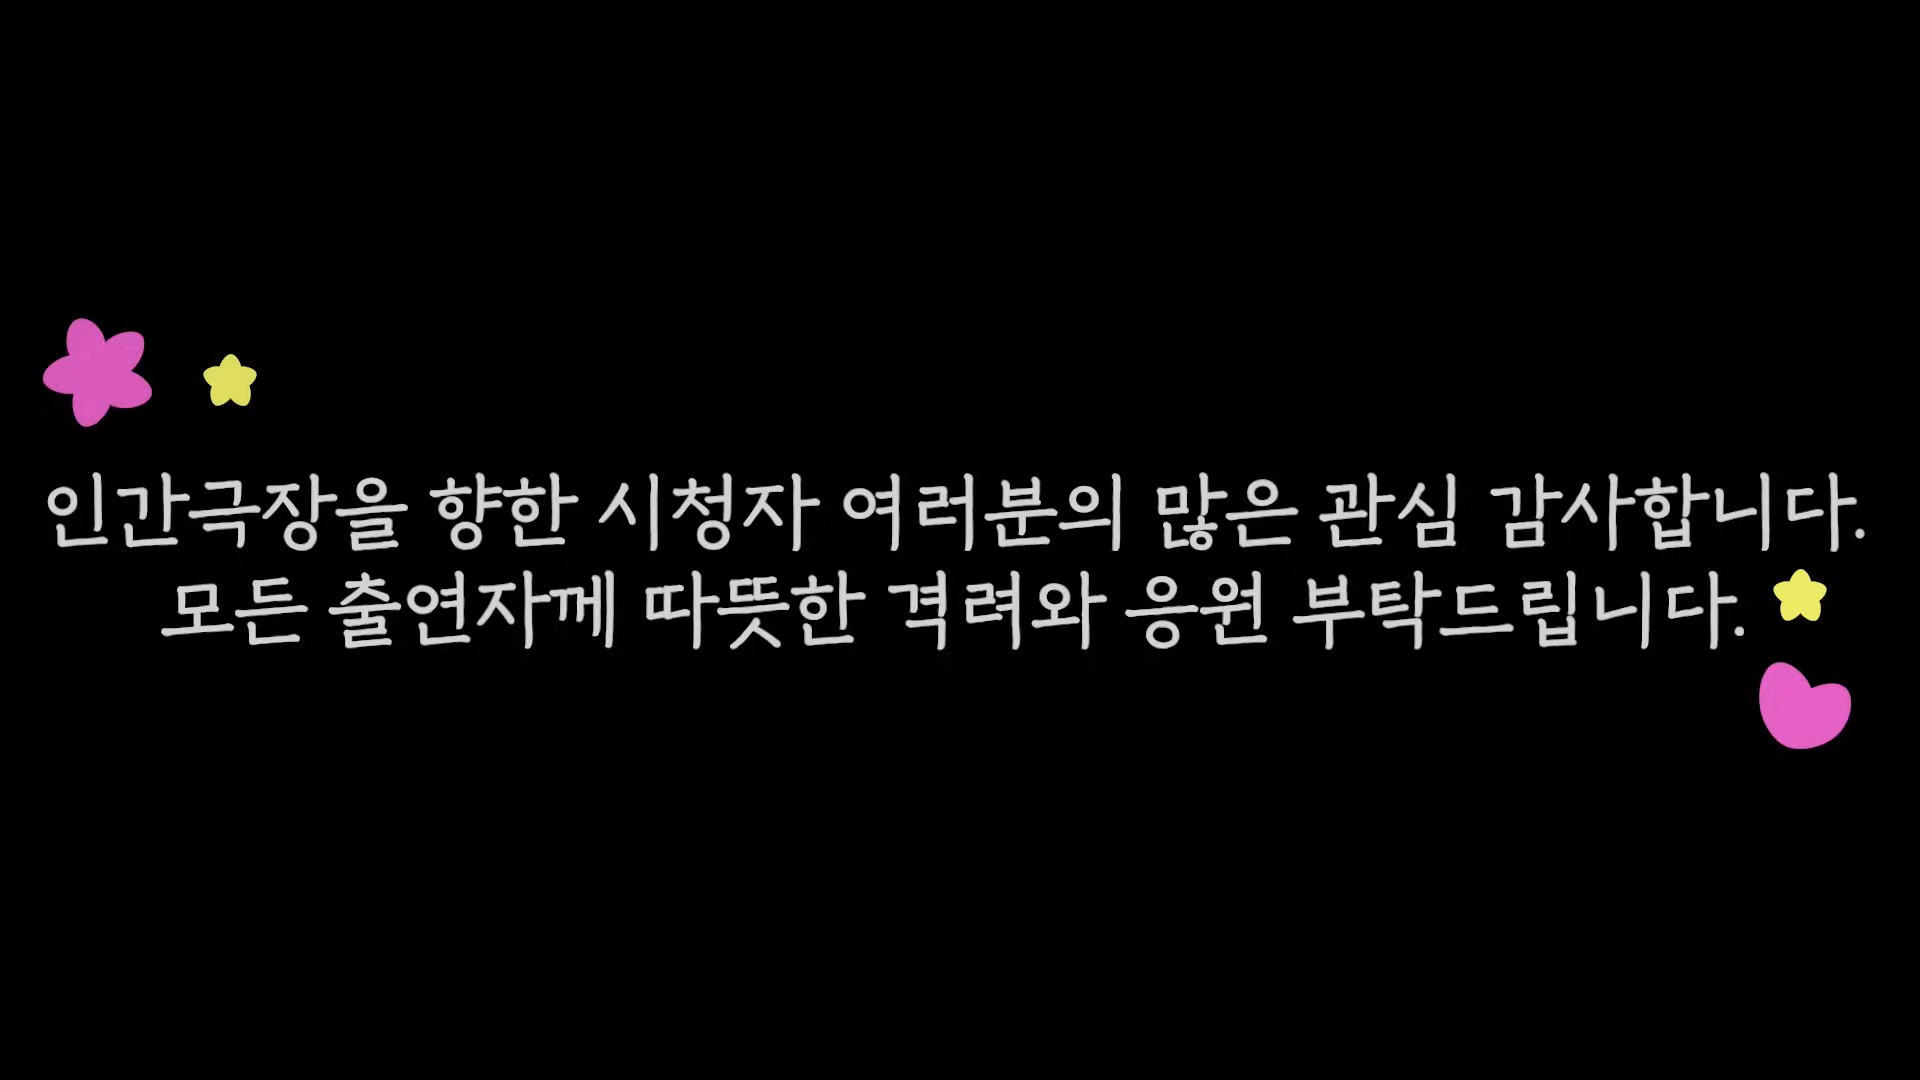 인간극장을 향한 시청자 여러분의 많은 관심 감사합니다.
모든 출연자께 따뜻한 격려와 응원 부탁드립니다.